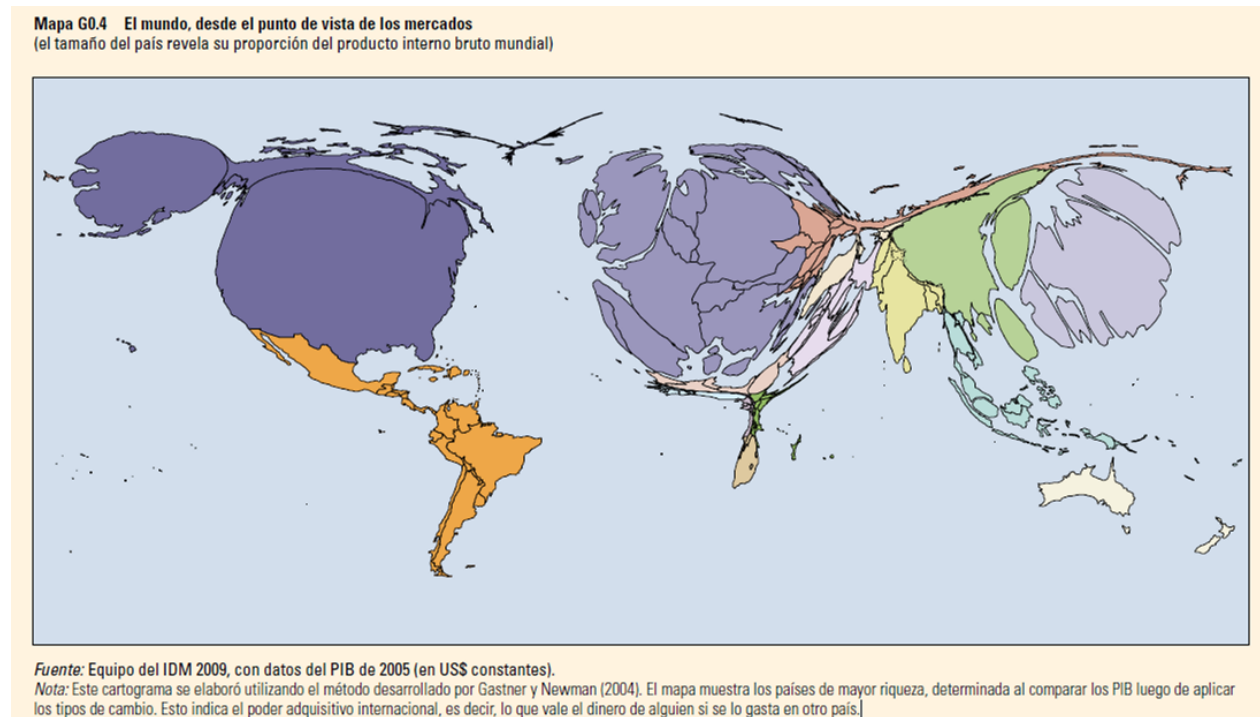 Mapa G0.4 El mundo, desde el punto de vista de los mercados
(el tamaño del país revela su proporción del producto interno bruto mundial)
Fuente: Equipo del IDM 2009, con datos del PIB de 2005 (en US$ constantes).
Nota: Este cartograma se elaboró utilizando el método desarrollado por Gastner y Newman (2004). El mapa muestra los países de mayor riqueza, determinada al comparar los PIB luego de aplicar
los tipos de cambio. Esto indica el poder adquisitivo internacional, es decir, lo que vale el dinero de alguien si se lo gasta en otro país.